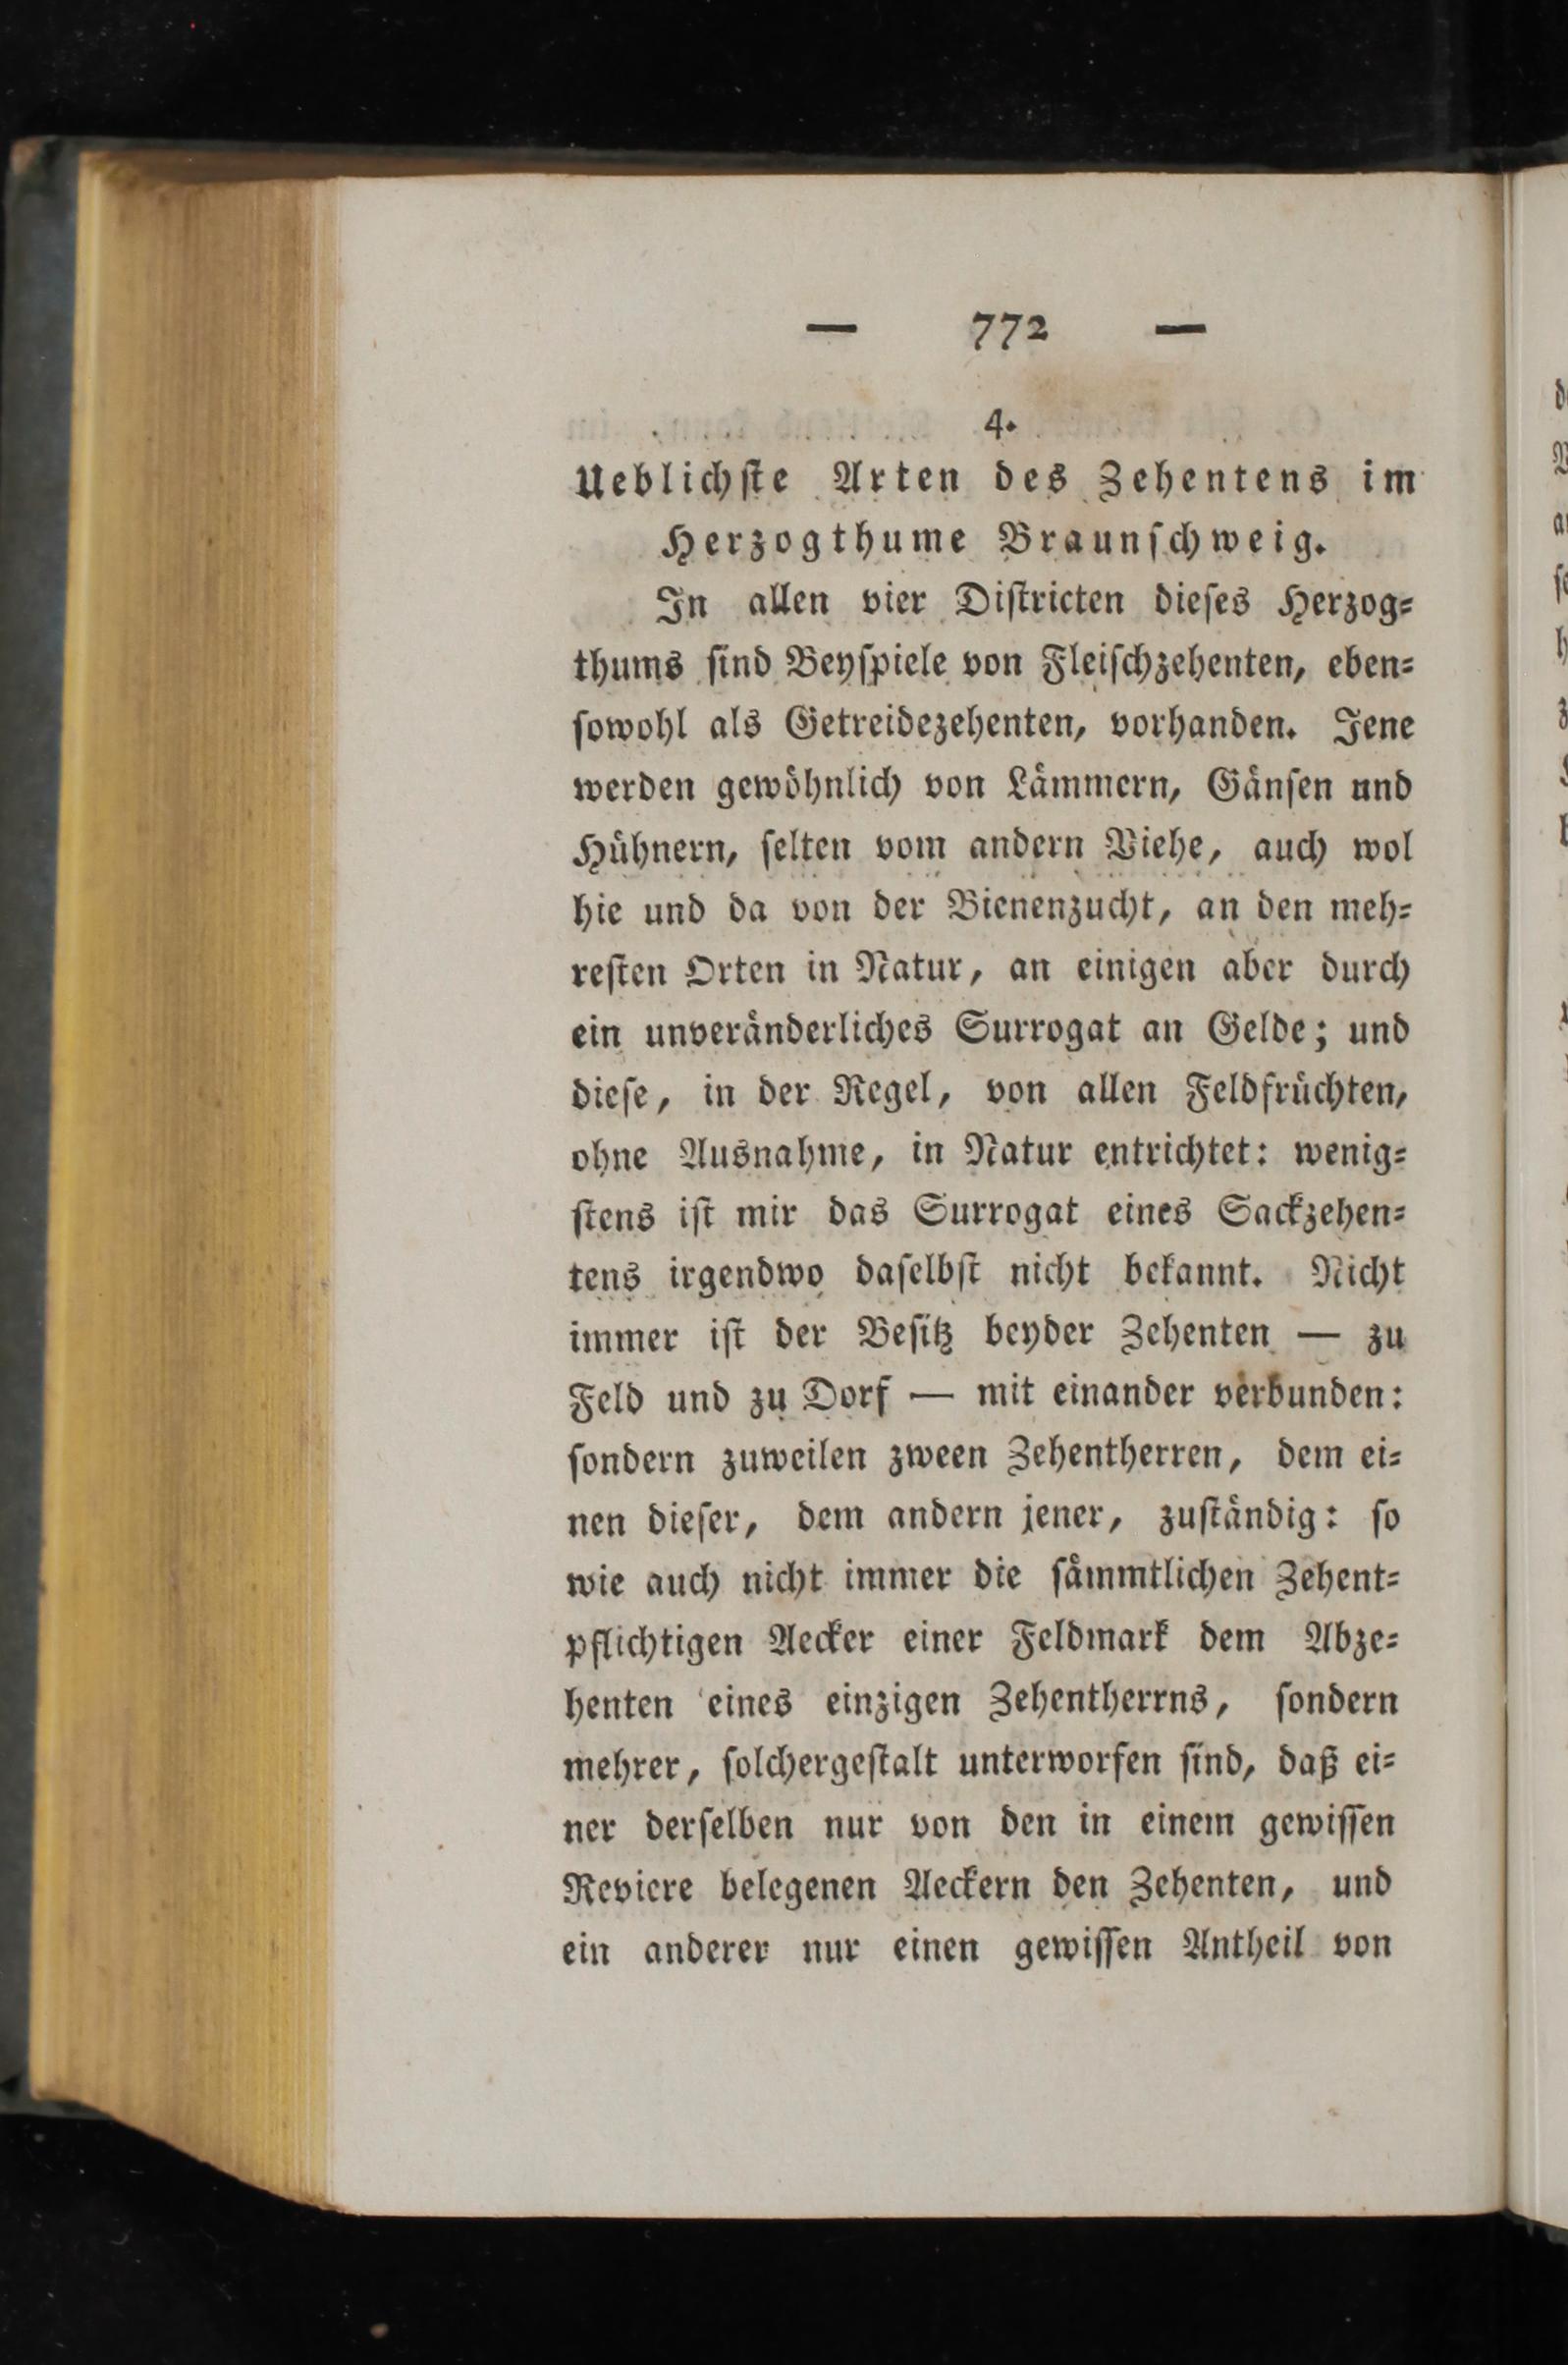 — 772 —
4.
Ueblichſte Arten des Zehentens im
Herzogthume Braunſchweig.
In allen vier Diſtricten dieſes Herzog⸗
thums ſind Beyſpiele von Fleiſchzehenten, eben⸗
ſowohl als Getreidezehenten, vorhanden. Jene
werden gewöhnlich von Lämmern, Gänſen und
Hühnern, ſelten vom andern Viehe, auch wol
hie und da von der Bienenzucht, an den meh⸗
reſten Orten in Natur, an einigen aber durch
ein unveränderliches Surrogat an Gelde; und
dieſe, in der Regel, von allen Feldfrüchten,
ohne Ausnahme, in Natur entrichtet: wenig⸗
ſtens iſt mir das Surrogat eines Sackzehen⸗
tens irgendwo daſelbſt nicht bekannt. Nicht
immer iſt der Beſitz beyder Zehenten — zu
Feld und zu Dorf — mit einander verbunden:
ſondern zuweilen zween Zehentherren, dem ei⸗
nen dieſer, dem andern jener, zuſtändig: ſo
wie auch nicht immer die ſämmtlichen Zehent⸗
pflichtigen Aecker einer Feldmark dem Abze⸗
henten eines einzigen Zehentherrns, ſondern
mehrer, ſolchergeſtalt unterworfen ſind, daß ei⸗
ner derſelben nur von den in einem gewiſſen
Reviere belegenen Aeckern den Zehenten, und
ein anderer nur einen gewiſſen Antheil von